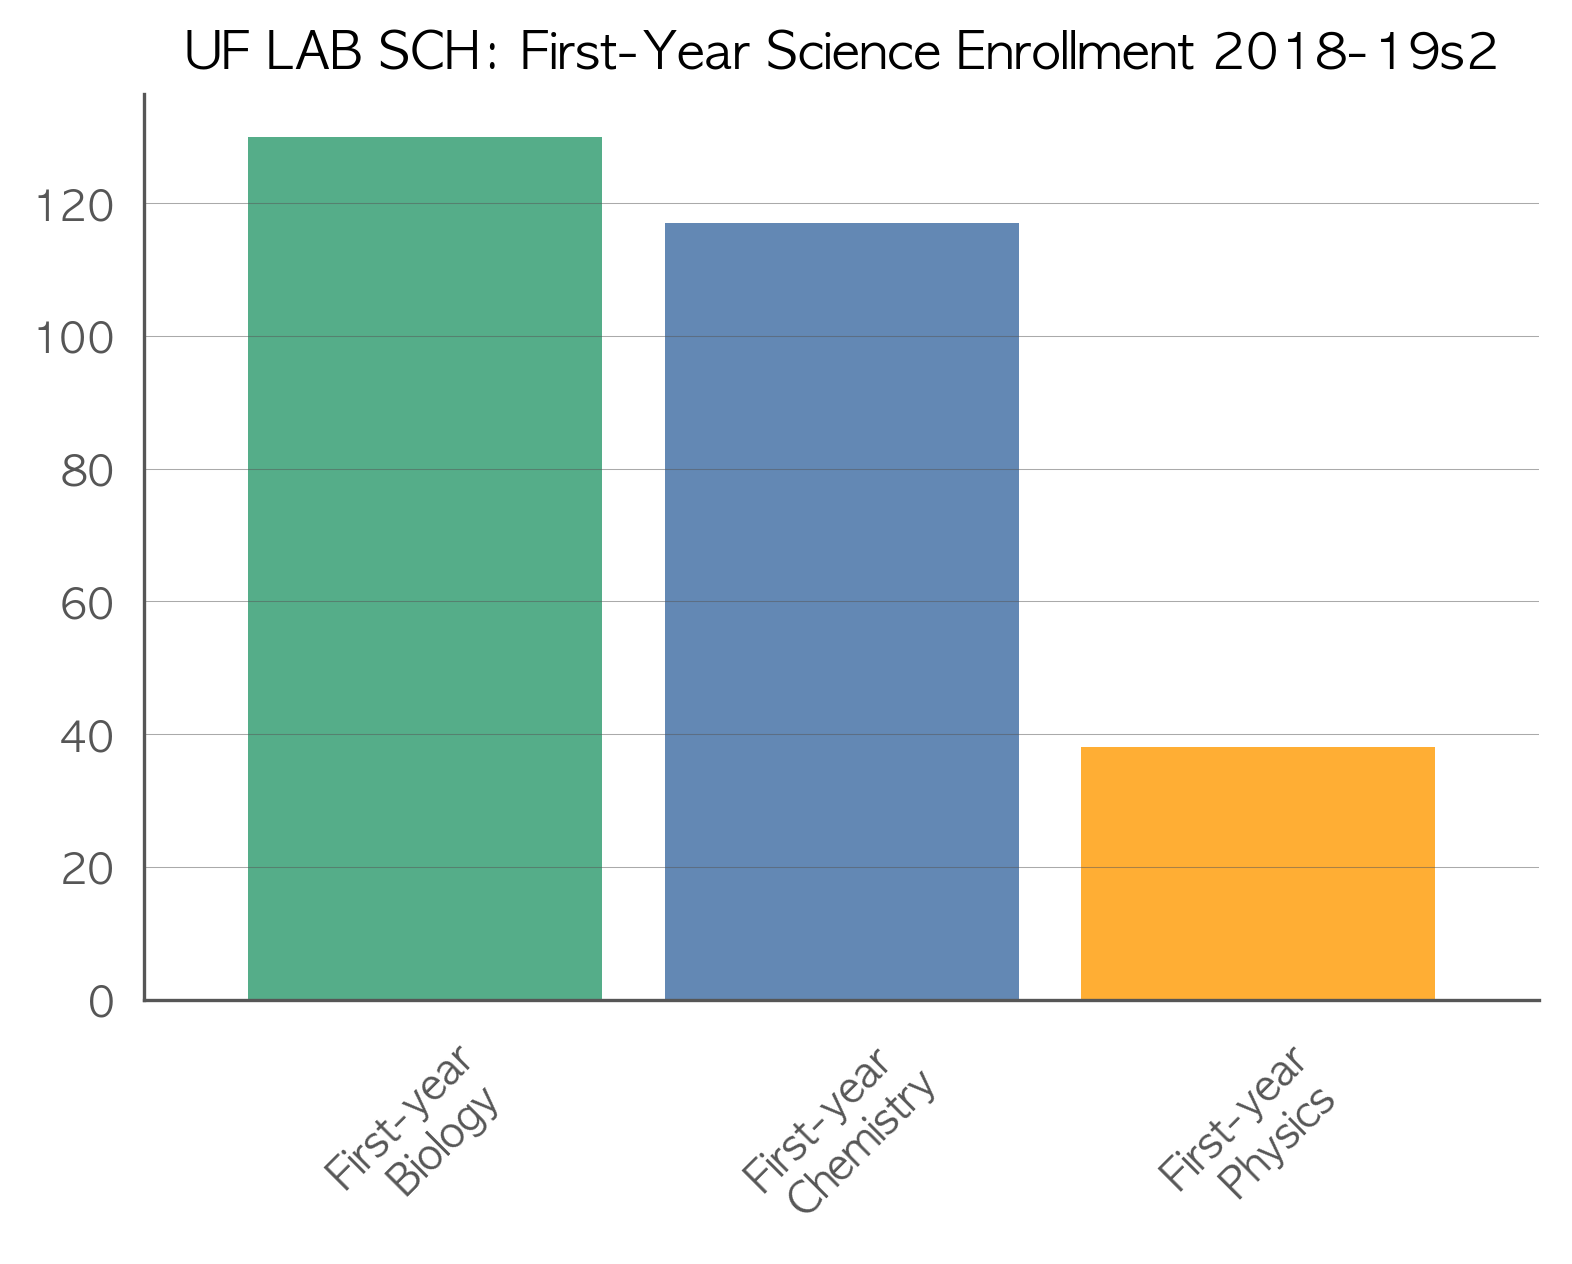 UF LAB SCH: First-Year Science Enrollment 2018-19s2
120
100
80
60
40
20
0
First-year
Biology
First-year
Chemistry
First-year
Physics